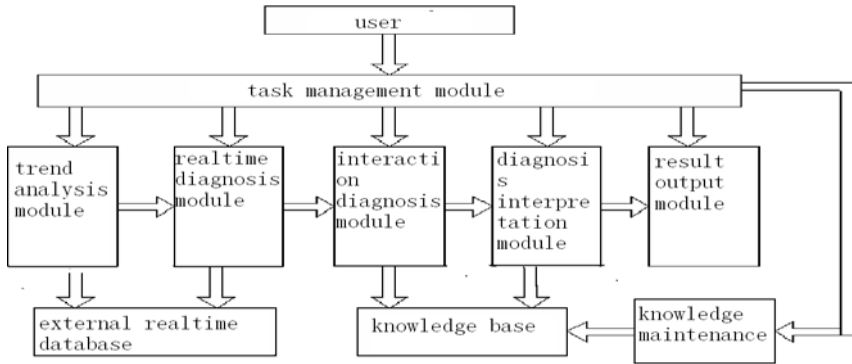 user
task management module
trend
analysis
module
realtime
diagnosis
module
interacti
on
diagnosis
module
diagnosi
s
interpre
tation
module
result
output
module
external realtime
database
knowledge base
knowledge
maintenance